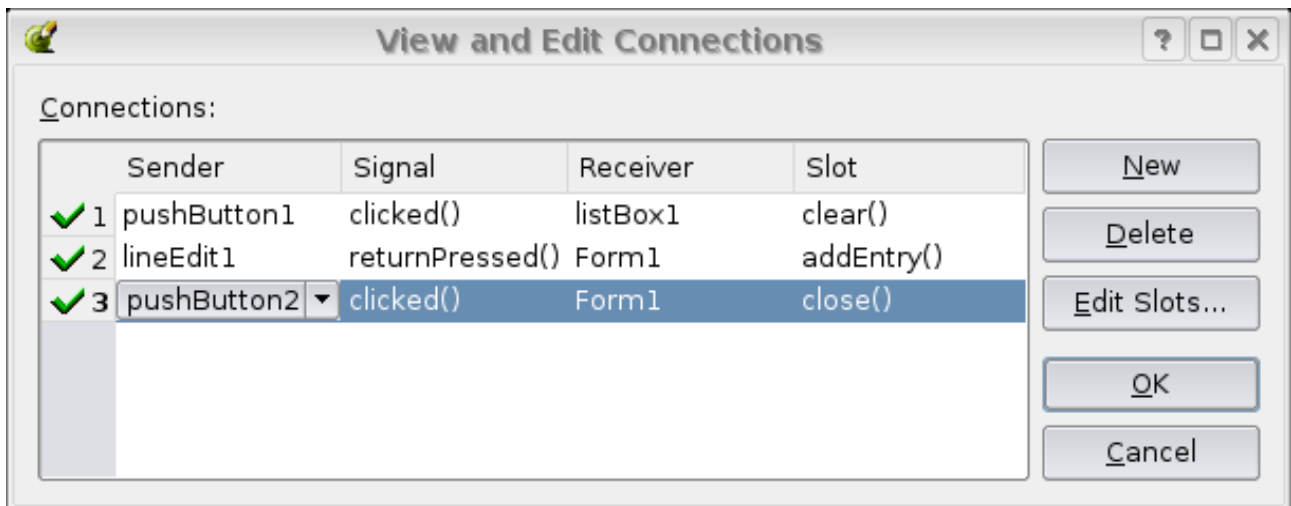 View and Edit Connections
Connections:
Sender Signal Receiver Slot
1 pushButton1 clicked() listBox1 clear()
2 lineEdit1 returnPressed() Form1 addEntry()
3 pushButton2 clicked() Form1 close()
New
Delete
Edit Slots...
OK
Cancel